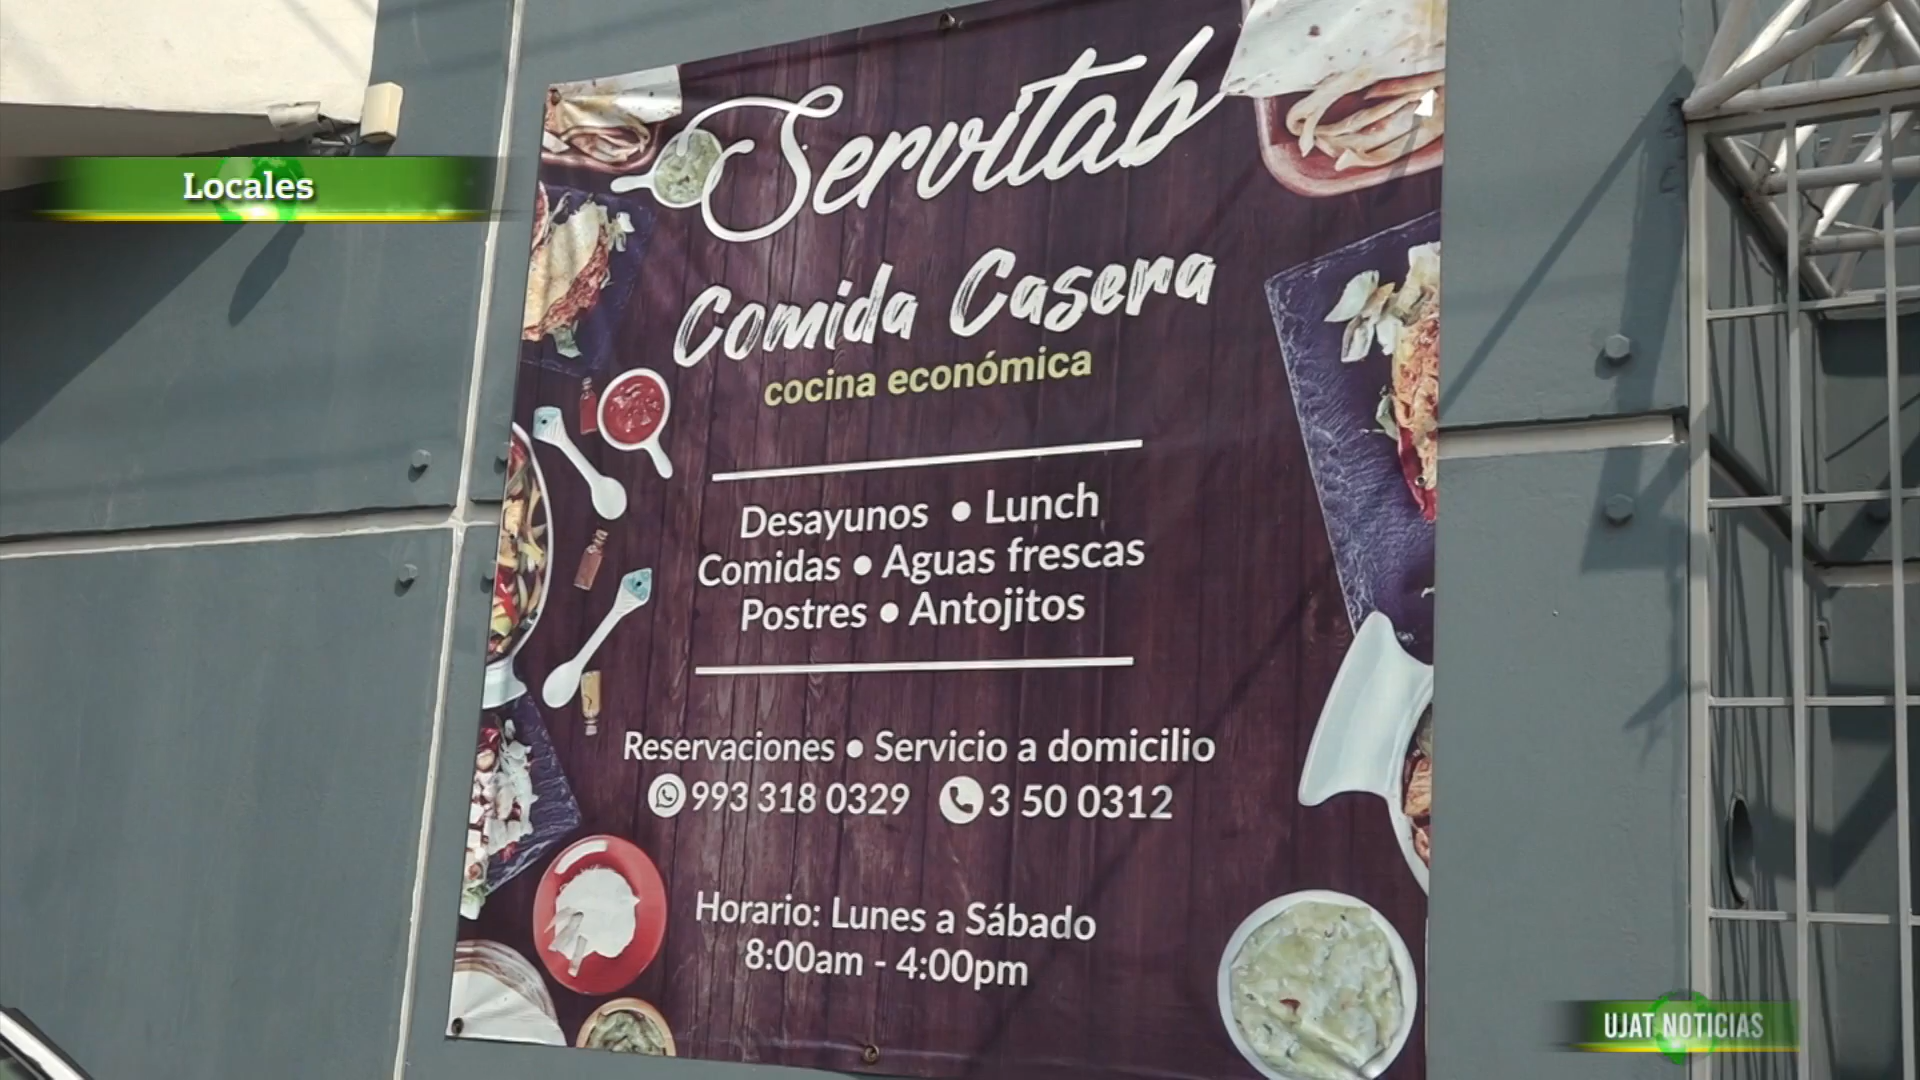 Locales
Servitab
Comida Casera
cocina económica
Desayunos • Lunch
Comidas • Aguas frescas
Postres • Antojitos
Reservaciones • Servicio a domicilio
993 318 0329 3 50 0312
Horario: Lunes a Sábado
8:00am - 4:00pm
UJAT NOTICIAS